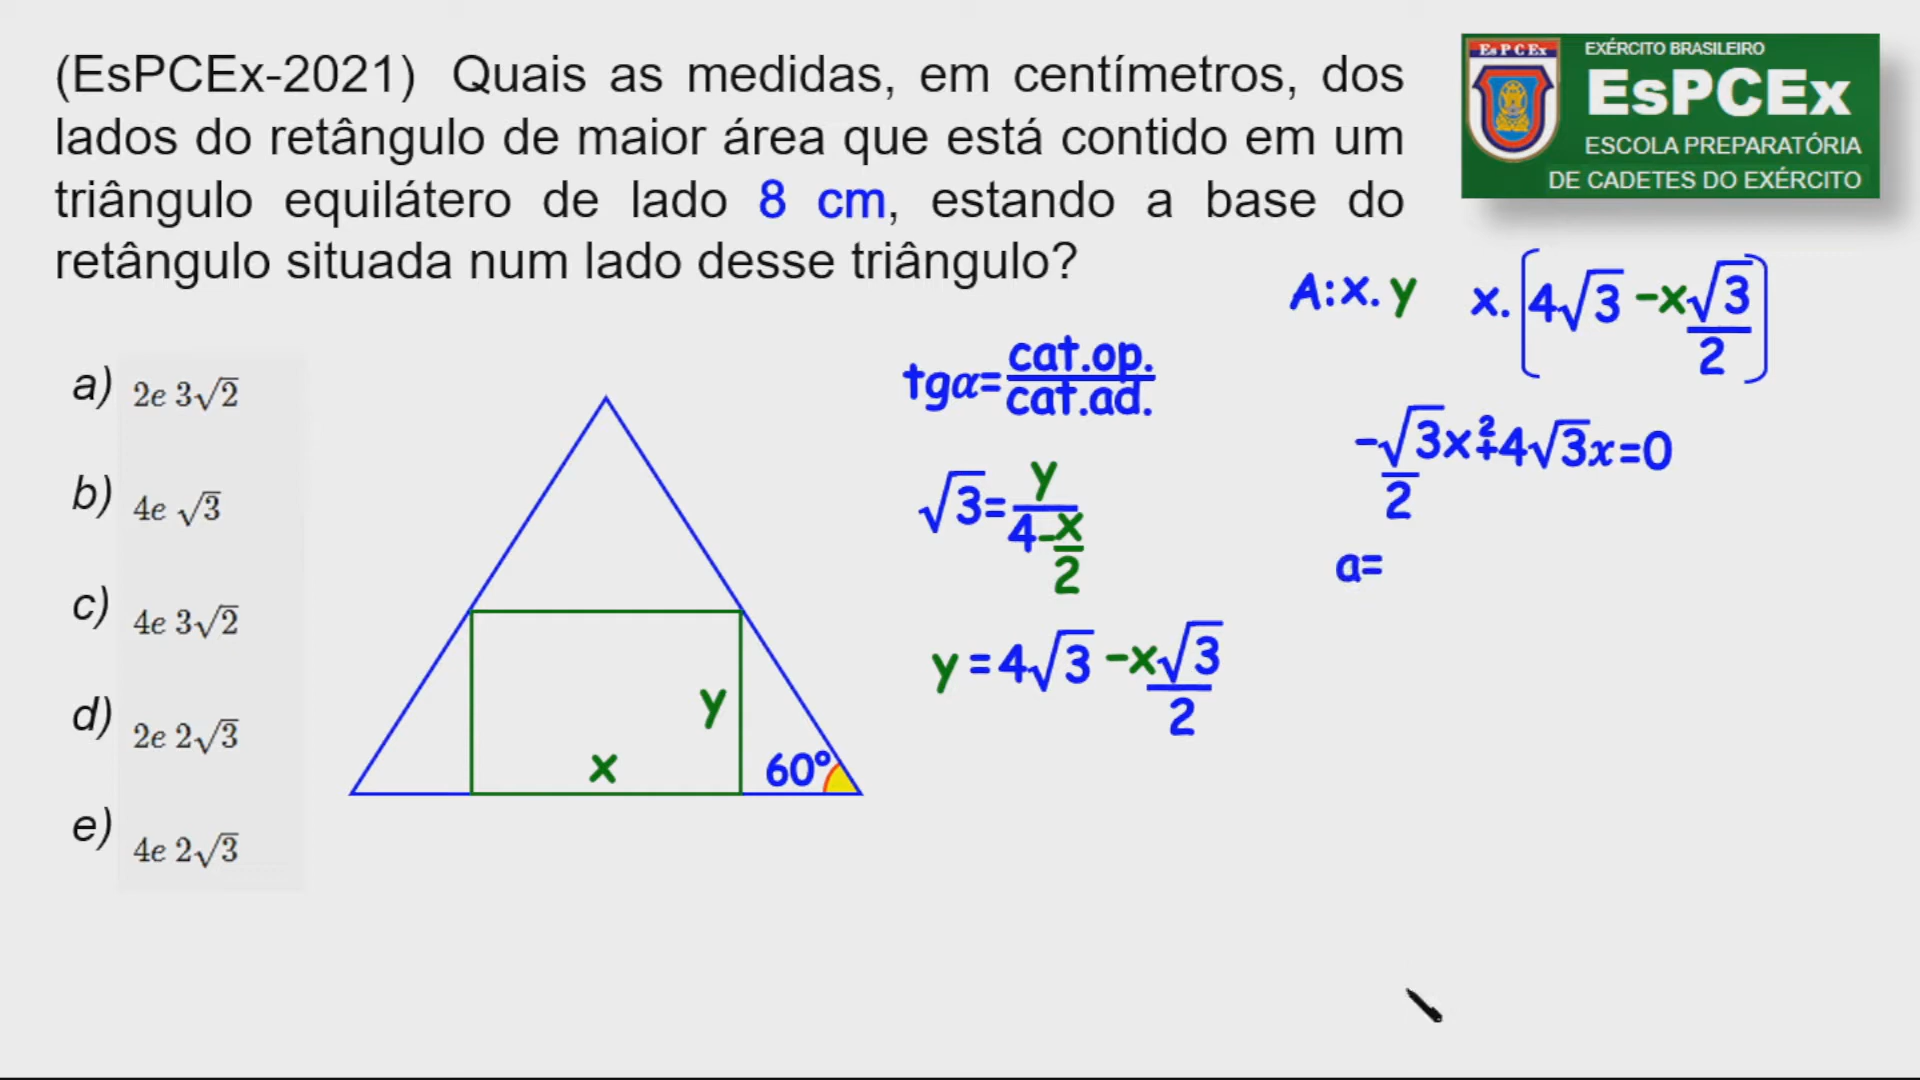 (EsPCEx-2021) Quais as medidas, em centímetros, dos
lados do retângulo de maior área que está contido em um
triângulo equilátero de lado 8 cm, estando a base do
retângulo situada num lado desse triângulo?
EsPCEx
EXÉRCITO BRASILEIRO
EsPCEx
ESCOLA PREPARATÓRIA
DE CADETES DO EXÉRCITO
a) 2e 3√2
b) 4e √3
c) 4e 3√2
d) 2e 2√3
e) 4e 2√3
y
x
60°
tgα=cat.op./cat.ad.
√3=y/(4-x/2)
y=4√3-x√3/2
A:x.y x.[4√3-x√3/2]
-√3/2x²+4√3x=0
a=